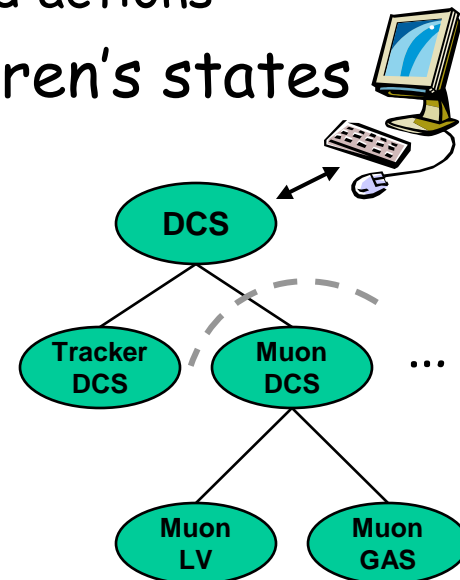 actions
ren's states
DCS
Tracker
DCS
Muon
DCS
...
Muon
LV
Muon
GAS